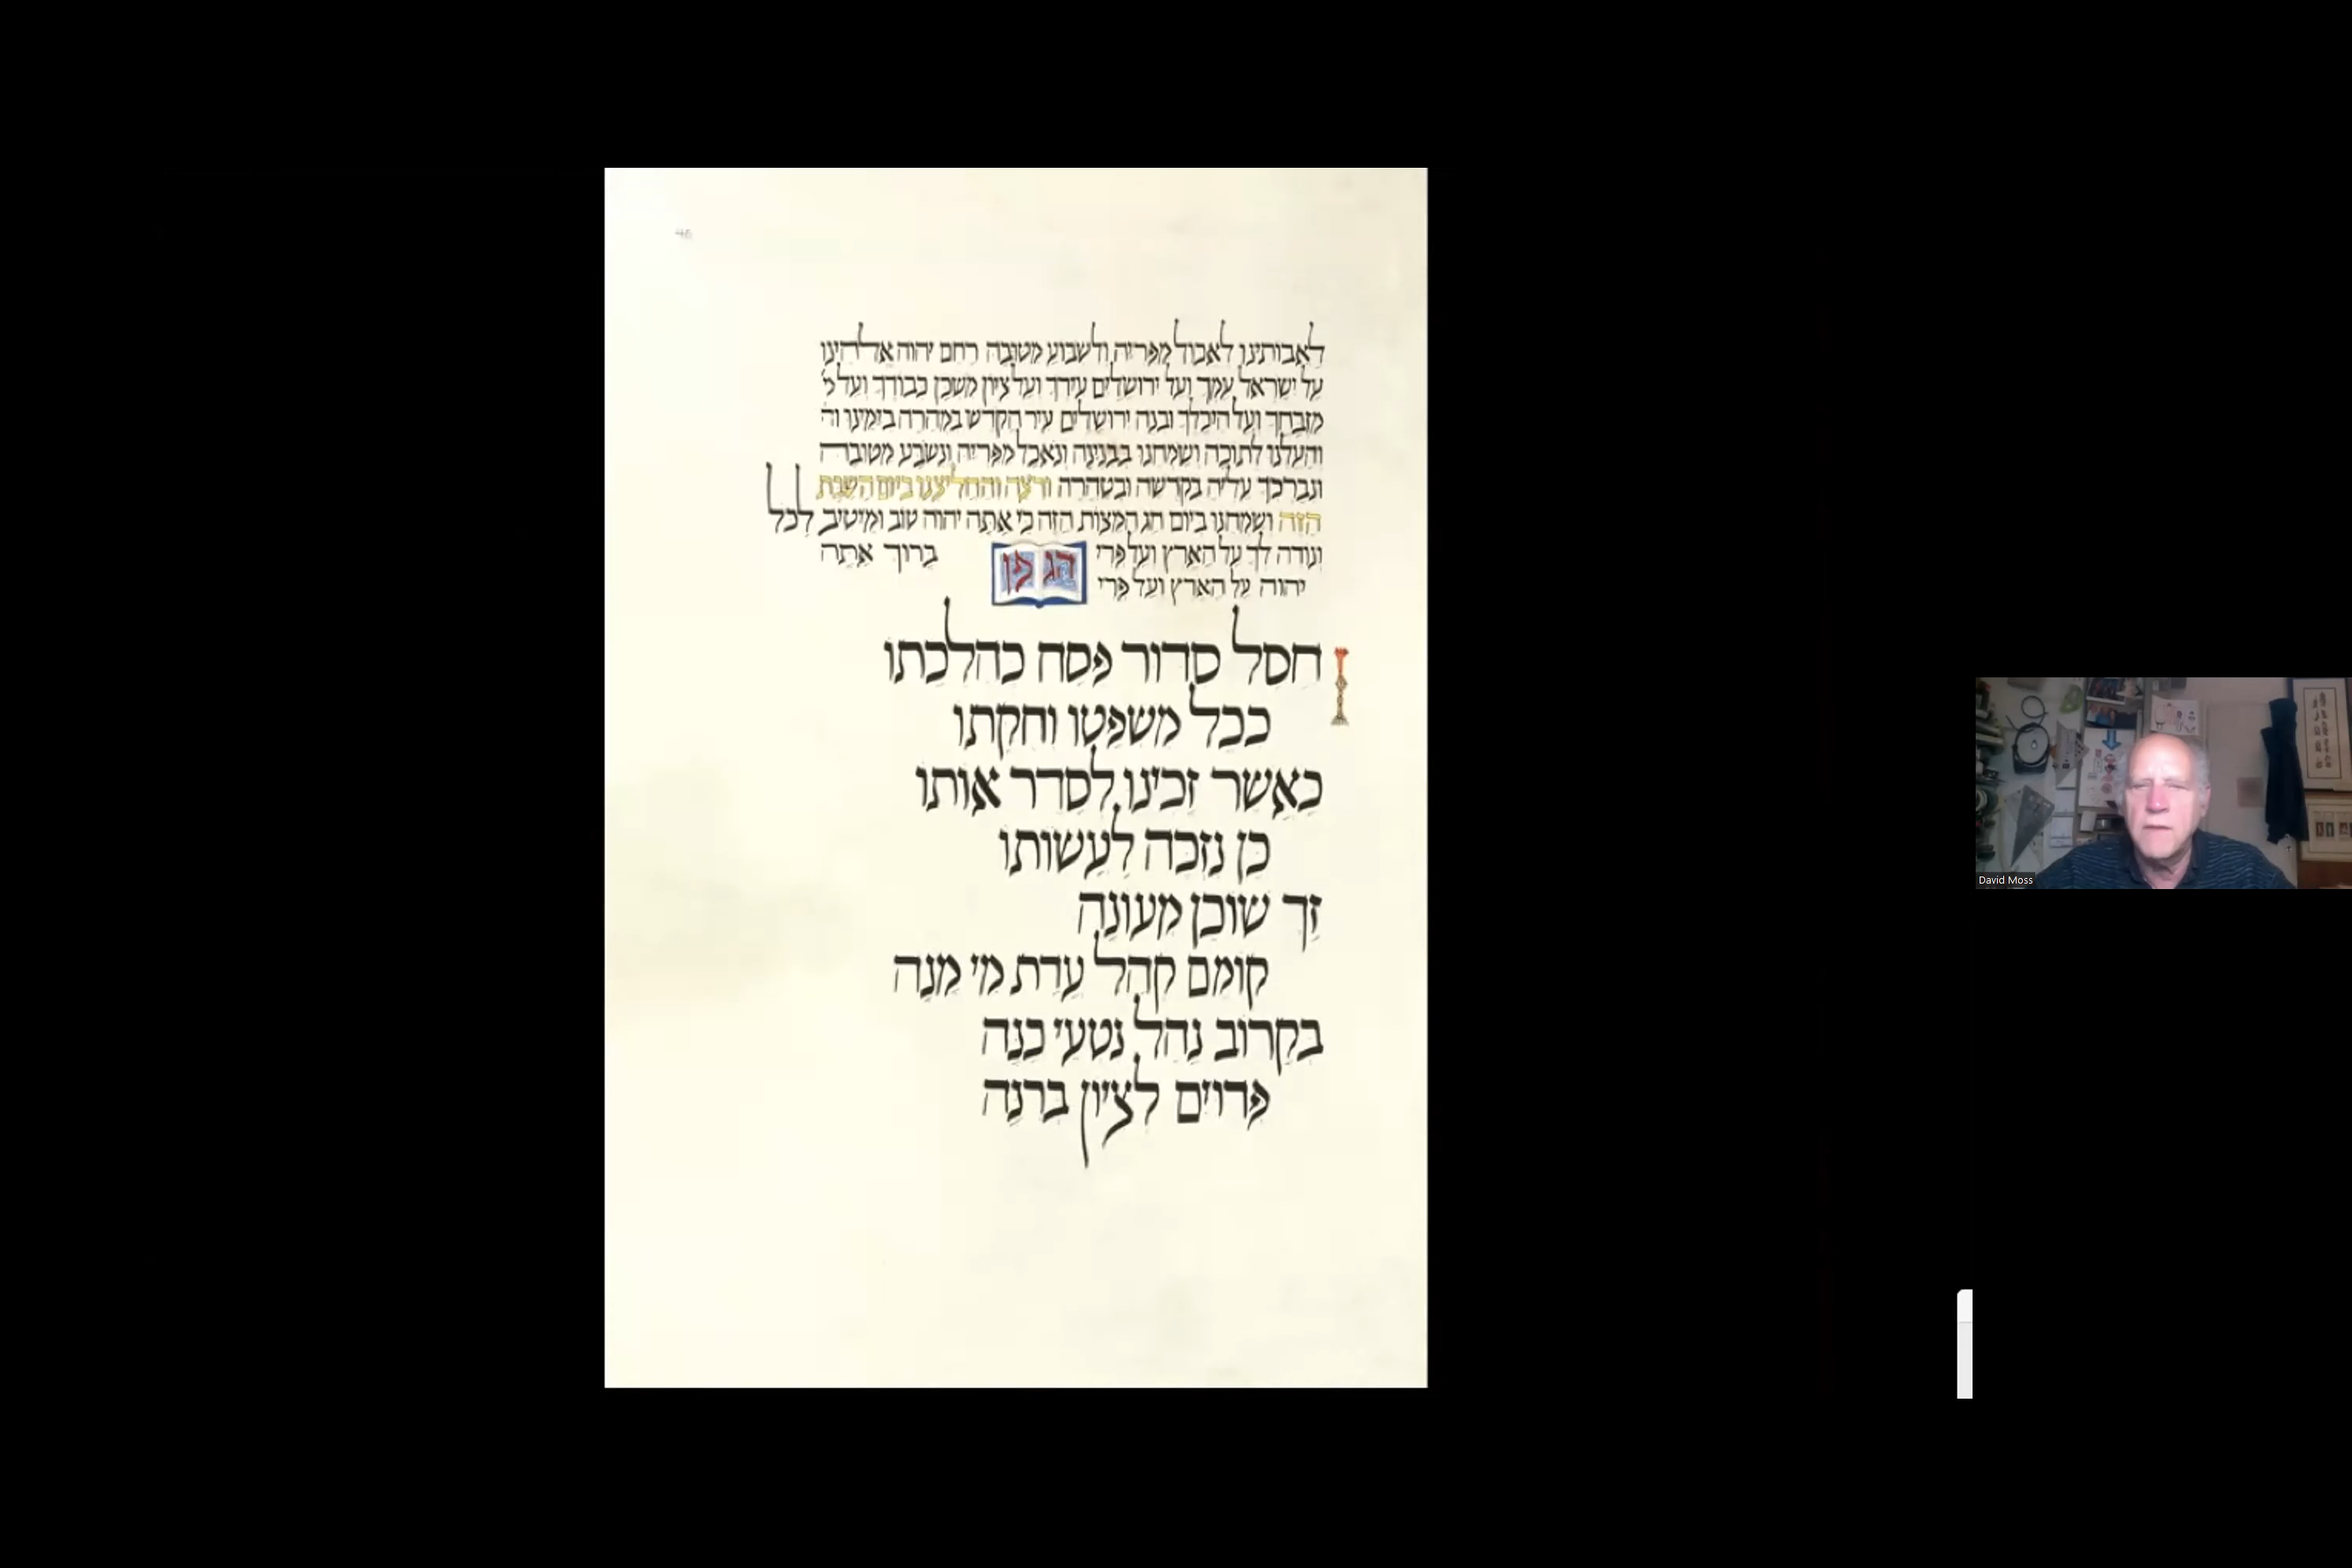 46
לאבותינו לאכול מפריה ולשבוע מטובה רחם יהוה אלהינו
על ישראל עמך ועל ירושלים עירך ועל ציון משכן כבודך ועל מ
מזבחך ועל היכלך ובנה ירושלים עיר הקדש במהרה בימינו וה
והעלנו לתוכה ושמחנו בבנינה ונאכל מפריה ונשבע מטובה
ונברכך עליה בקדשה ובטהרה ורצה והחליצנו ביום השבת
הזה ושמחנו ביום חג המצות הזה כי אתה יהוה טוב ומיטיב לכל
ונודה לך על הארץ ועל פרי הגפן ברוך אתה
יהוה על הארץ ועל פרי
חסל סדור פסח כהלכתו
ככל משפטו וחקתו
כאשר זכינו לסדר אותו
כן נזכה לעשותו
זך שוכן מעונה
קומם קהל עדת מי מנה
בקרוב נהל נטעי כנה
פדוים לציון ברנה
David Moss